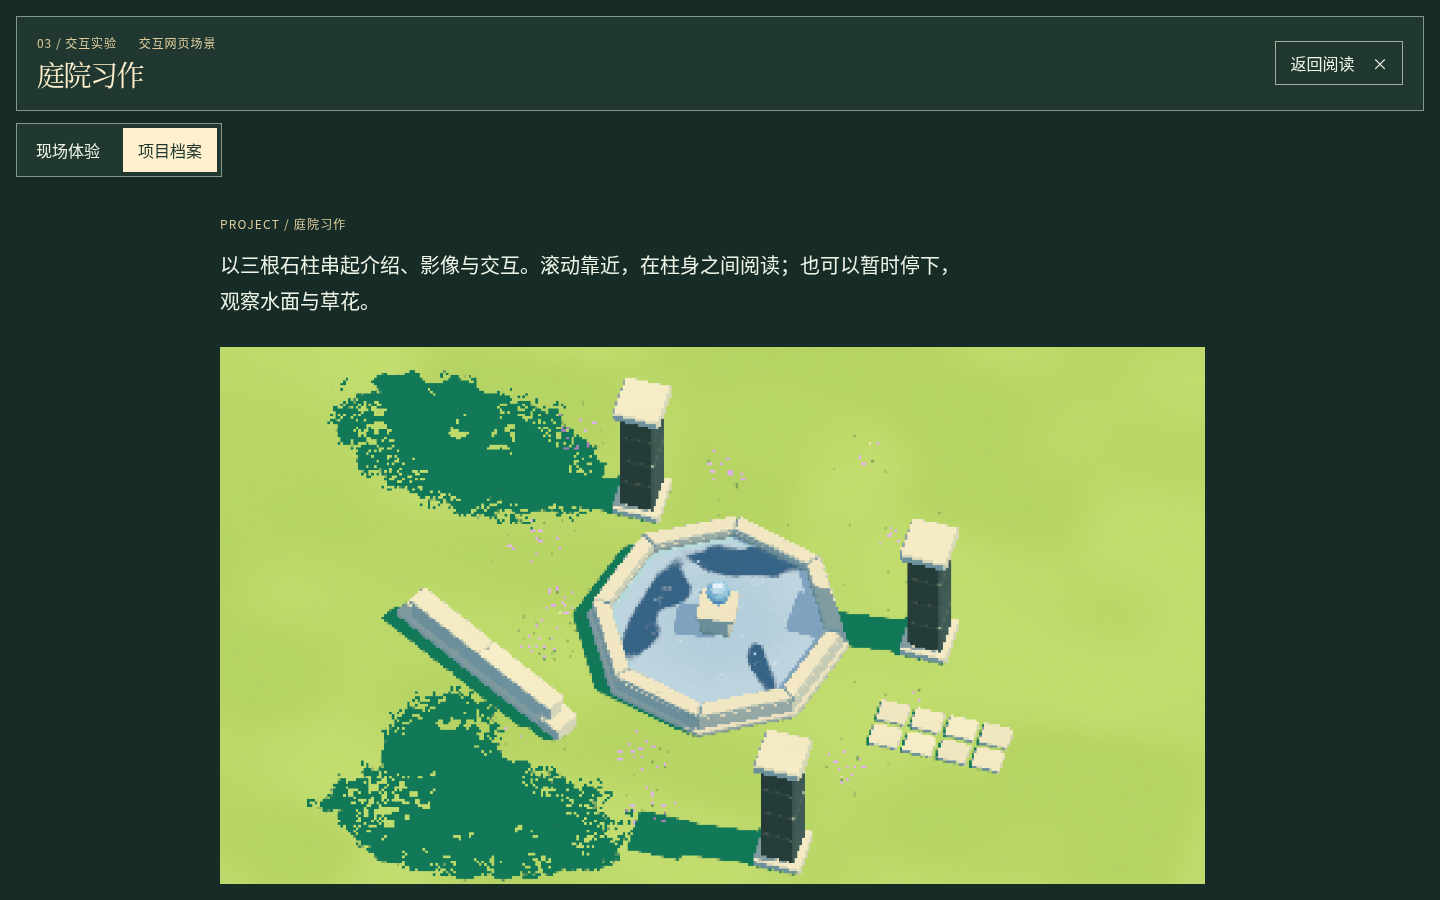 03 / 交互实验 交互网页场景
庭院习作
返回阅读 ×
现场体验 项目档案
PROJECT / 庭院习作
以三根石柱串起介绍、影像与交互。滚动靠近，在柱身之间阅读；也可以暂时停下，
观察水面与草花。